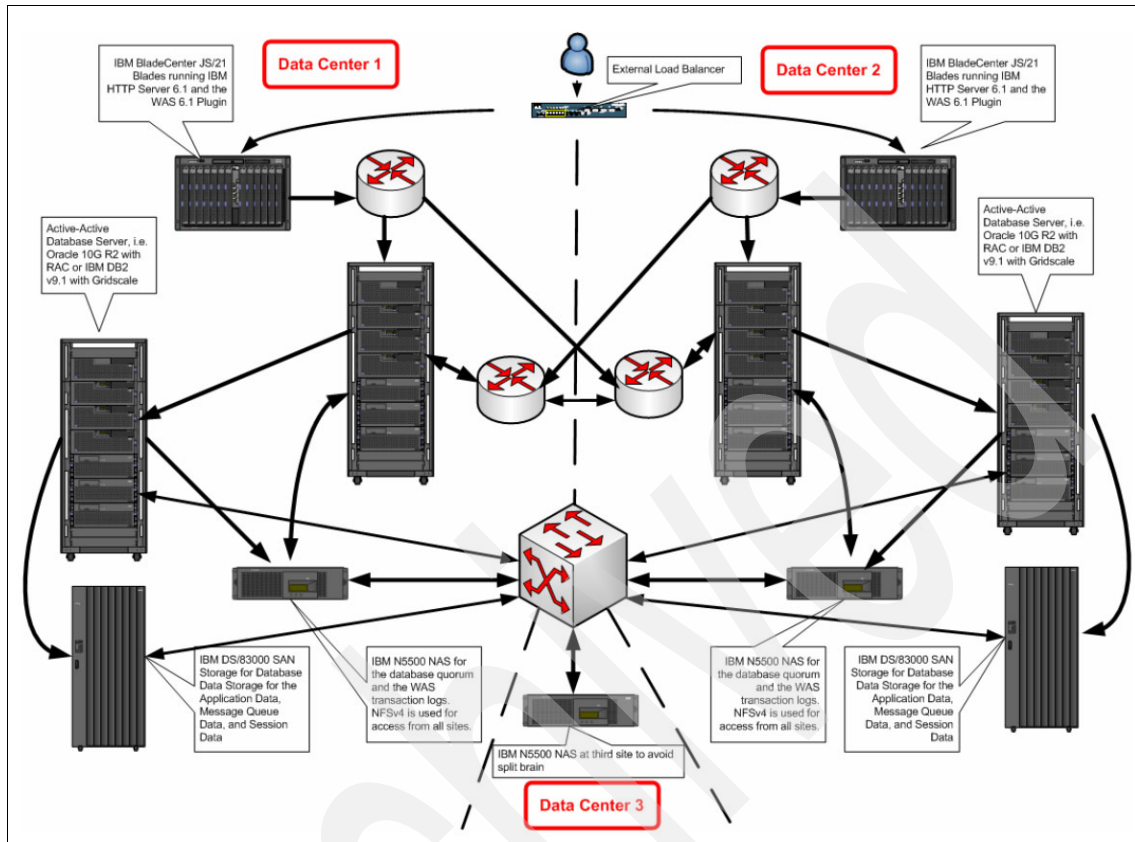 IBM BladeCenter JS/21
Blades running IBM
HTTP Server 6.1 and the
WAS 6.1 Plugin
Data Center 1
External Load Balancer
Data Center 2
IBM BladeCenter JS/21
Blades running IBM
HTTP Server 6.1 and the
WAS 6.1 Plugin
Active-Active
Database Server, i.e.
Oracle 10G R2 with
RAC or IBM DB2
v9.1 with Gridscale
Active-Active
Database Server, i.e.
Oracle 10G R2 with
RAC or IBM DB2
v9.1 with Gridscale
IBM DS/83000 SAN
Storage for Database
Data Storage for the
Application Data,
Message Queue
Data, and Session
Data
IBM N5500 NAS for
the database quorum
and the WAS
transaction logs.
NFSv4 is used for
access from all sites.
IBM N5500 NAS for
the database quorum
and the WAS
transaction logs.
NFSv4 is used for
access from all sites.
IBM DS/83000 SAN
Storage for Database
Data Storage for the
Application Data,
Message Queue
Data, and Session
Data
IBM N5500 NAS at third site to avoid
split brain
Data Center 3